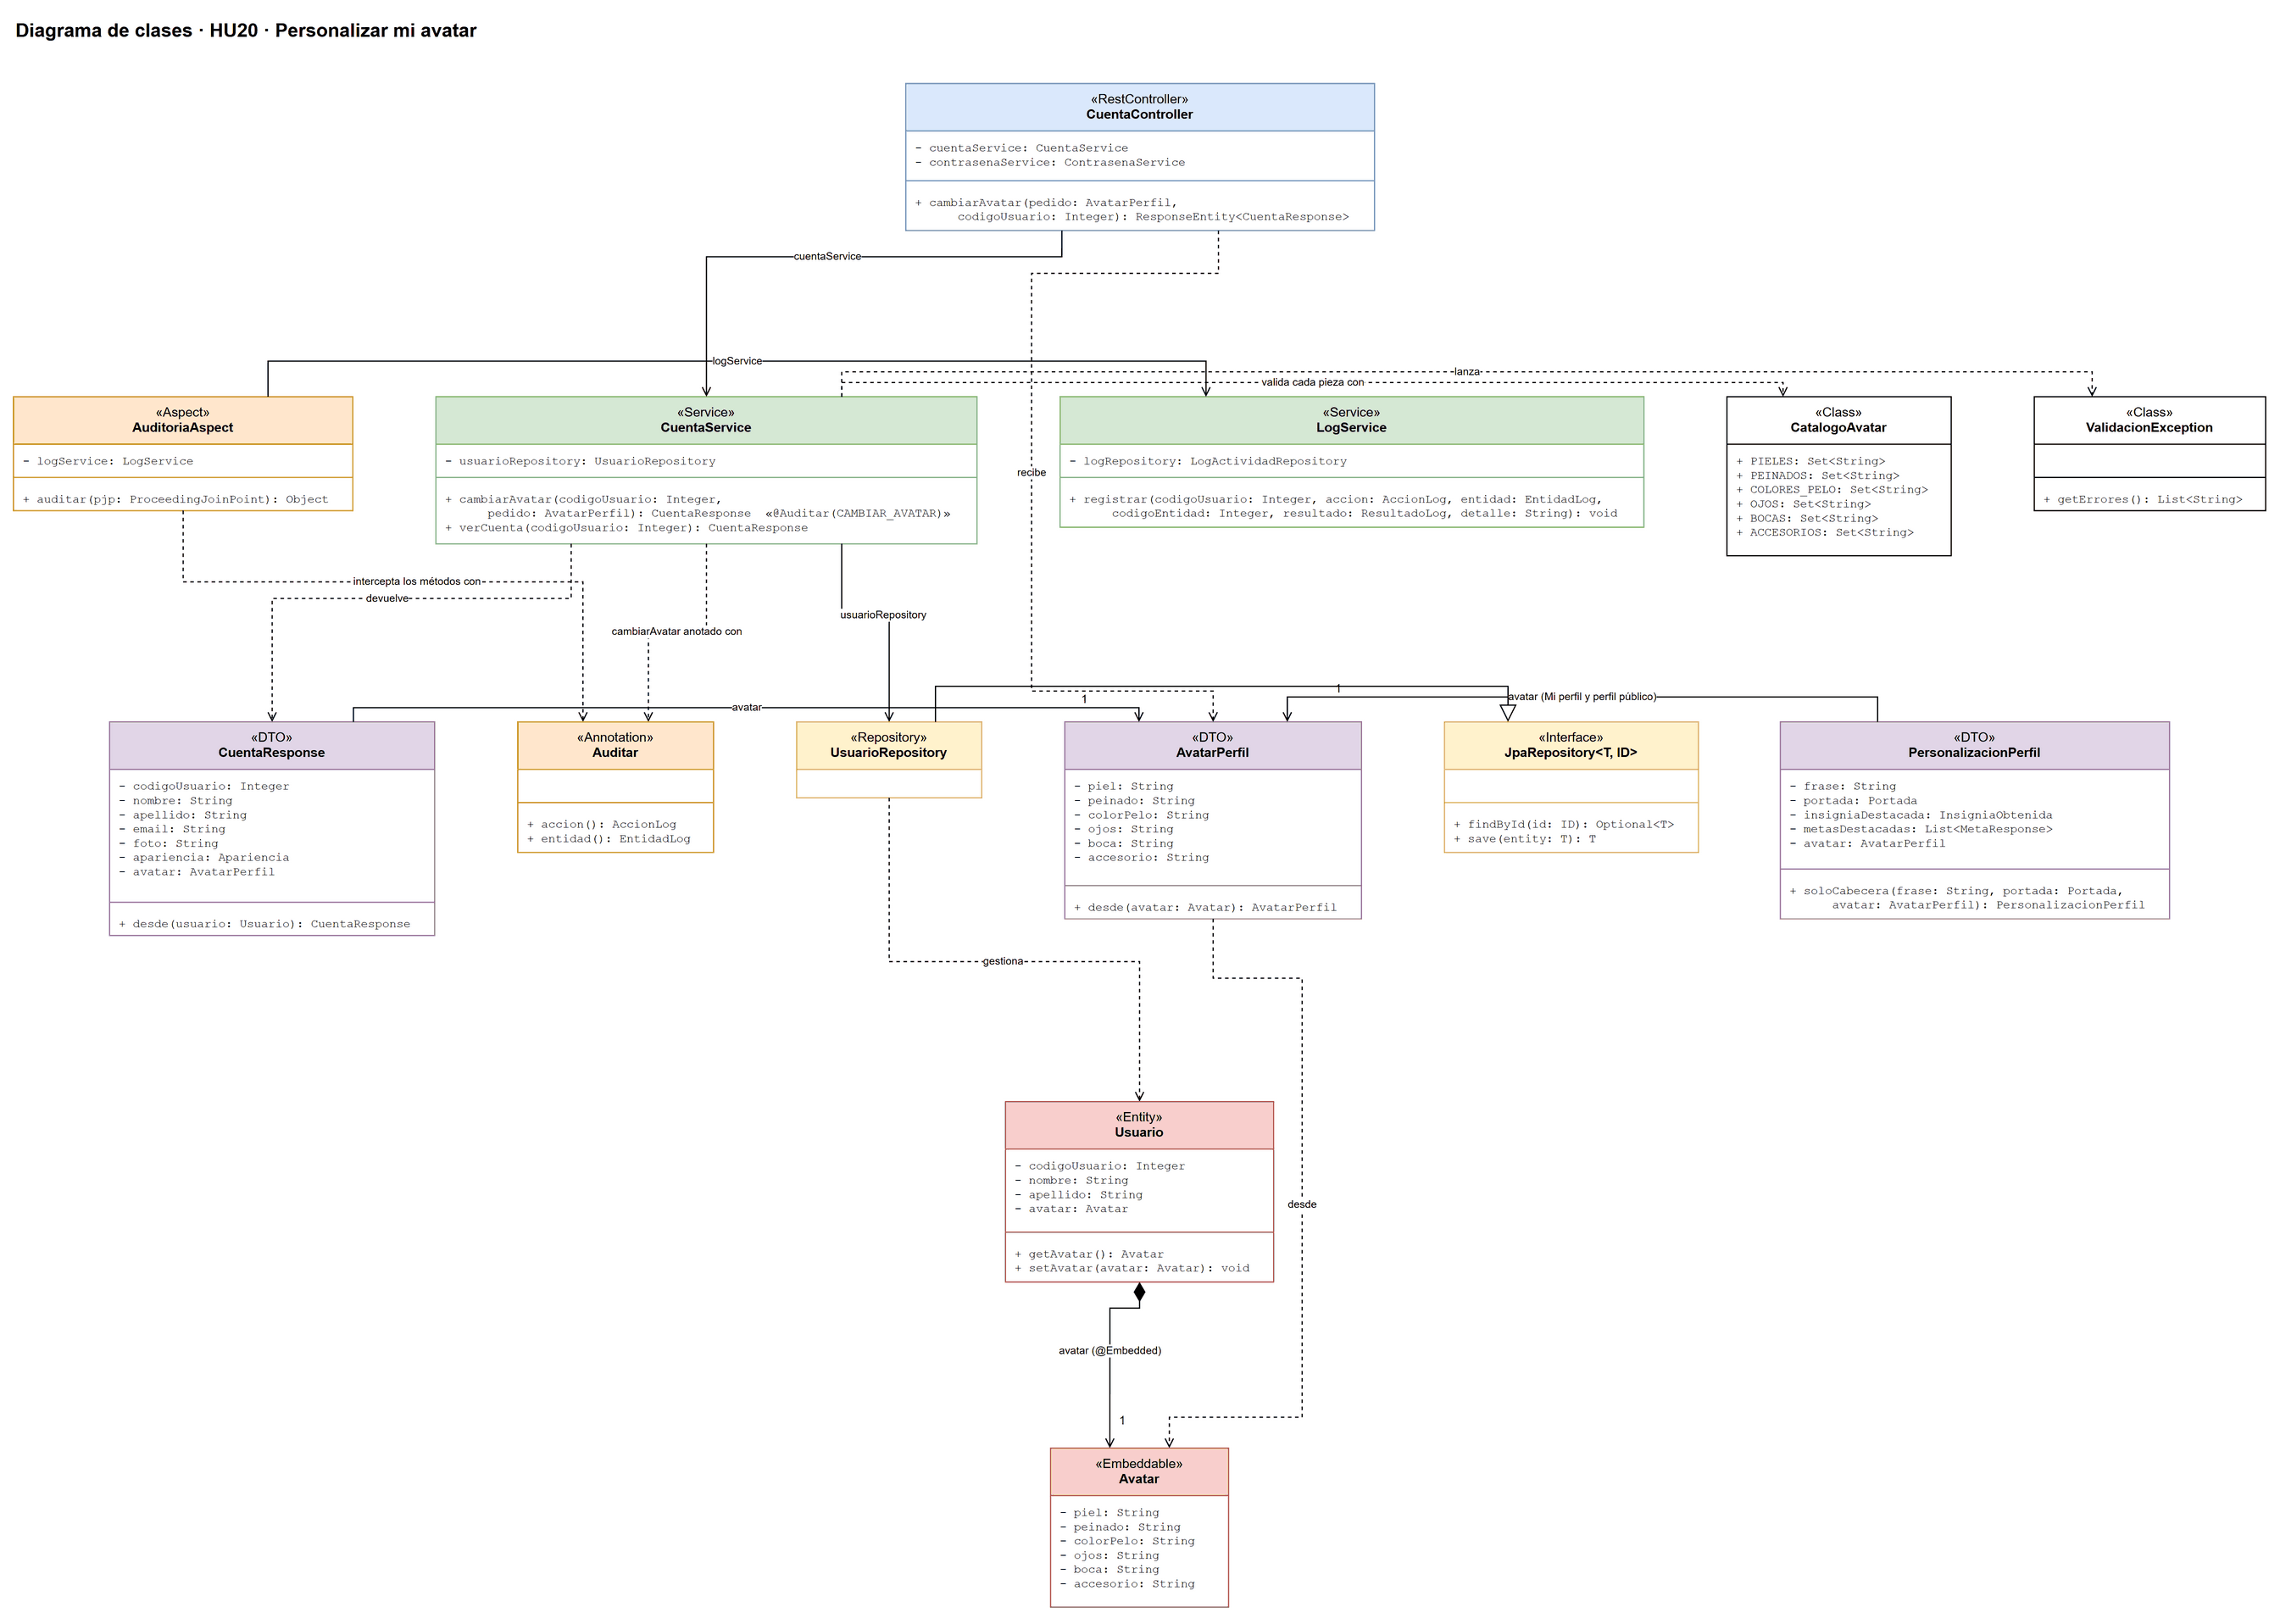 Diagrama de clases · HU20 · Personalizar mi avatar
«RestController»
CuentaController
- cuentaService: CuentaService
- contrasenaService: ContrasenaService
+ cambiarAvatar(pedido: AvatarPerfil,
codigoUsuario: Integer): ResponseEntity<CuentaResponse>
cuentaService
logService
lanza
valida cada pieza con
recibe
«Aspect»
AuditoriaAspect
- logService: LogService
+ auditar(pjp: ProceedingJoinPoint): Object
«Service»
CuentaService
- usuarioRepository: UsuarioRepository
+ cambiarAvatar(codigoUsuario: Integer,
pedido: AvatarPerfil): CuentaResponse «@Auditar(CAMBIAR_AVATAR)»
+ verCuenta(codigoUsuario: Integer): CuentaResponse
«Service»
LogService
- logRepository: LogActividadRepository
+ registrar(codigoUsuario: Integer, accion: AccionLog, entidad: EntidadLog,
codigoEntidad: Integer, resultado: ResultadoLog, detalle: String): void
«Class»
CatalogoAvatar
+ PIELES: Set<String>
+ PEINADOS: Set<String>
+ COLORES_PELO: Set<String>
+ OJOS: Set<String>
+ BOCAS: Set<String>
+ ACCESORIOS: Set<String>
«Class»
ValidacionException
+ getErrores(): List<String>
intercepta los métodos con
devuelve
cambiarAvatar anotado con
usuarioRepository
avatar
1
1
avatar (Mi perfil y perfil público)
«DTO»
CuentaResponse
- codigoUsuario: Integer
- nombre: String
- apellido: String
- email: String
- foto: String
- apariencia: Apariencia
- avatar: AvatarPerfil
+ desde(usuario: Usuario): CuentaResponse
«Annotation»
Auditar
+ accion(): AccionLog
+ entidad(): EntidadLog
«Repository»
UsuarioRepository
«DTO»
AvatarPerfil
- piel: String
- peinado: String
- colorPelo: String
- ojos: String
- boca: String
- accesorio: String
+ desde(avatar: Avatar): AvatarPerfil
«Interface»
JpaRepository<T, ID>
+ findById(id: ID): Optional<T>
+ save(entity: T): T
«DTO»
PersonalizacionPerfil
- frase: String
- portada: Portada
- insigniaDestacada: InsigniaObtenida
- metasDestacadas: List<MetaResponse>
- avatar: AvatarPerfil
+ soloCabecera(frase: String, portada: Portada,
avatar: AvatarPerfil): PersonalizacionPerfil
gestiona
«Entity»
Usuario
- codigoUsuario: Integer
- nombre: String
- apellido: String
- avatar: Avatar
+ getAvatar(): Avatar
+ setAvatar(avatar: Avatar): void
desde
avatar (@Embedded)
1
«Embeddable»
Avatar
- piel: String
- peinado: String
- colorPelo: String
- ojos: String
- boca: String
- accesorio: String